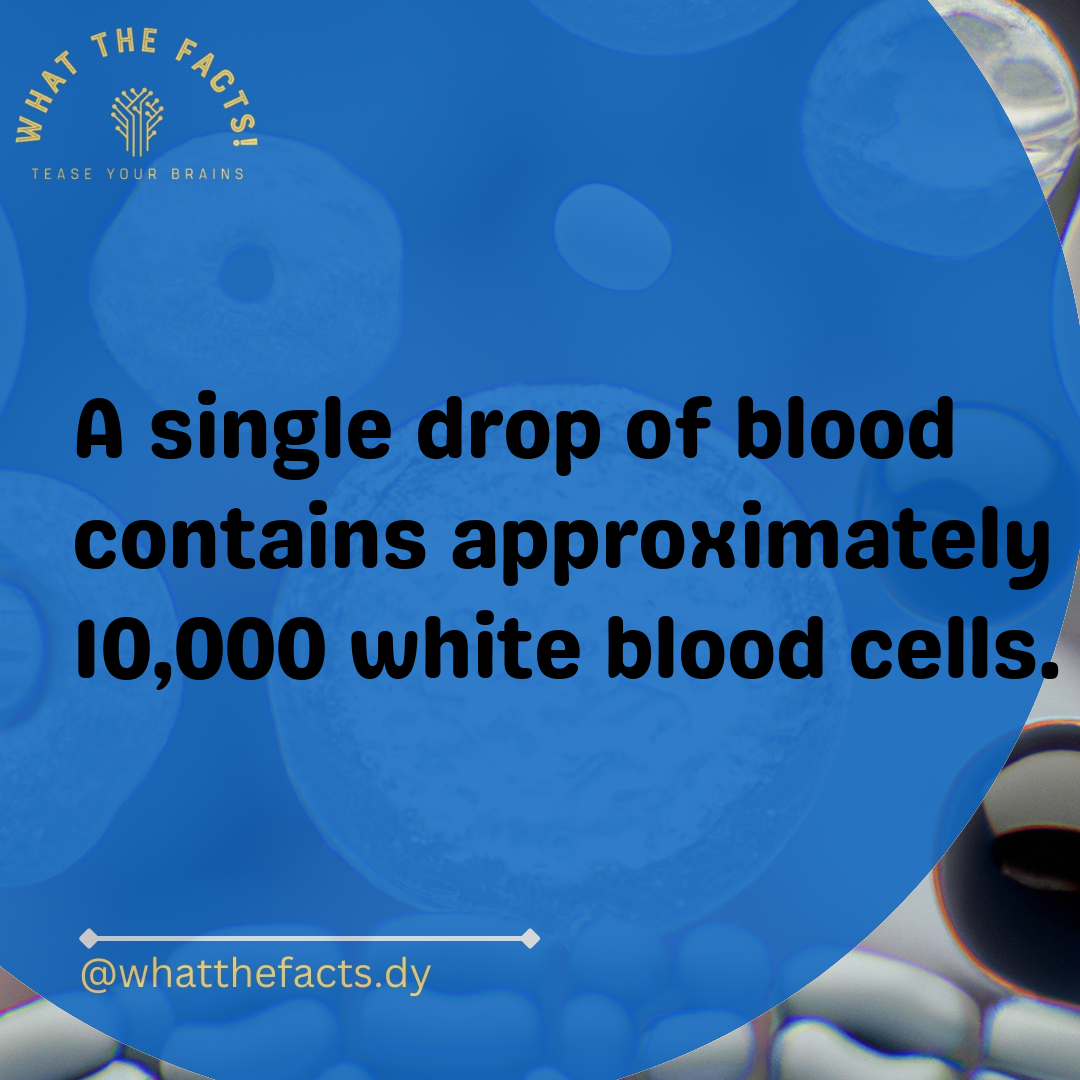 WHAT THE FACTS!
TEASE YOUR BRAINS
A single drop of blood
contains approximately
10,000 white blood cells.
@whatthefacts.dy